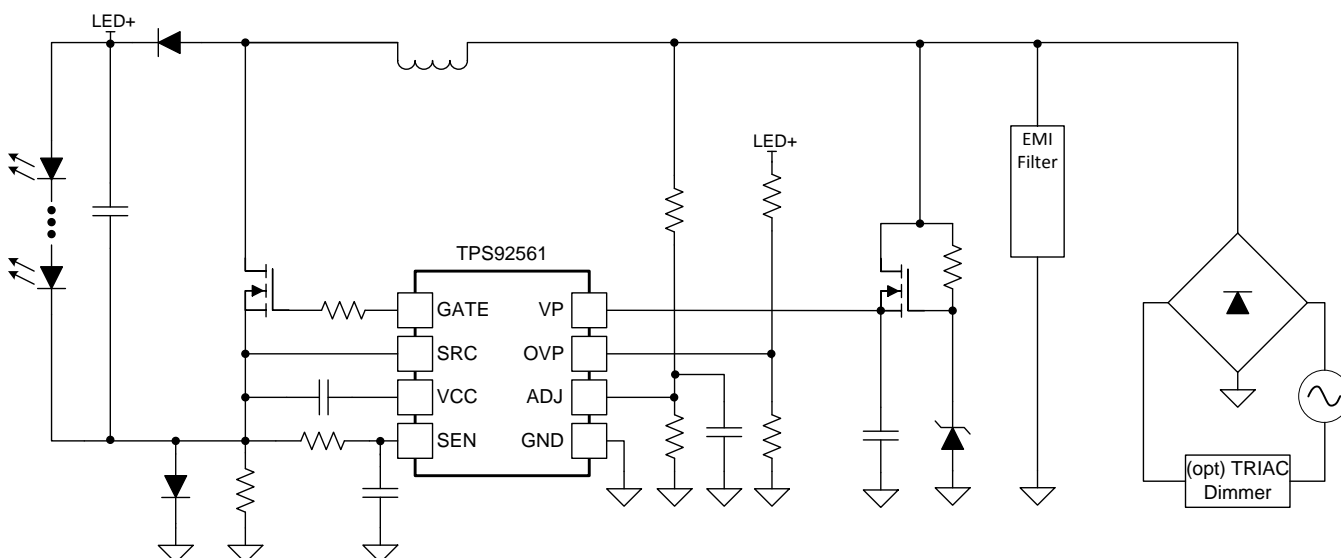 LED+
LED+
EMI
Filter
TPS92561
GATE
VP
SRC
OVP
VCC
ADJ
SEN
GND
(opt) TRIAC
Dimmer